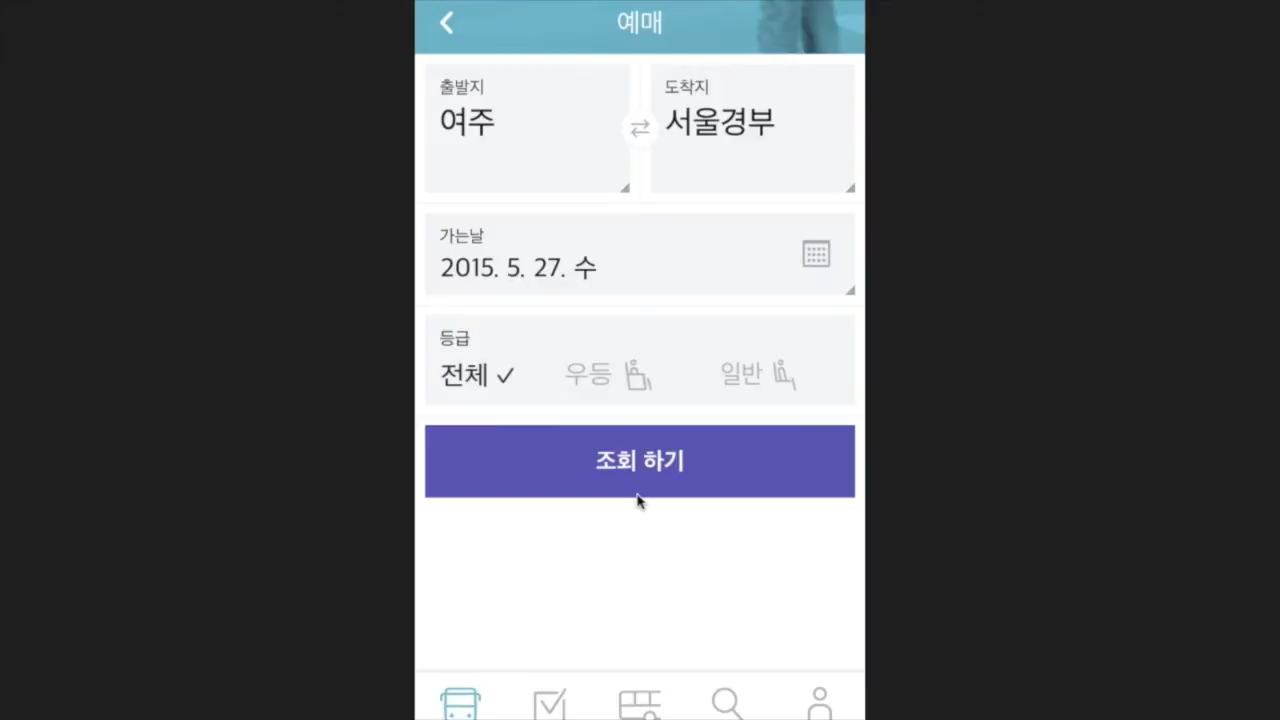 예매
출발지
여주
도착지
서울경부
가는날
2015. 5. 27. 수
등급
전체 우등 일반
조회 하기